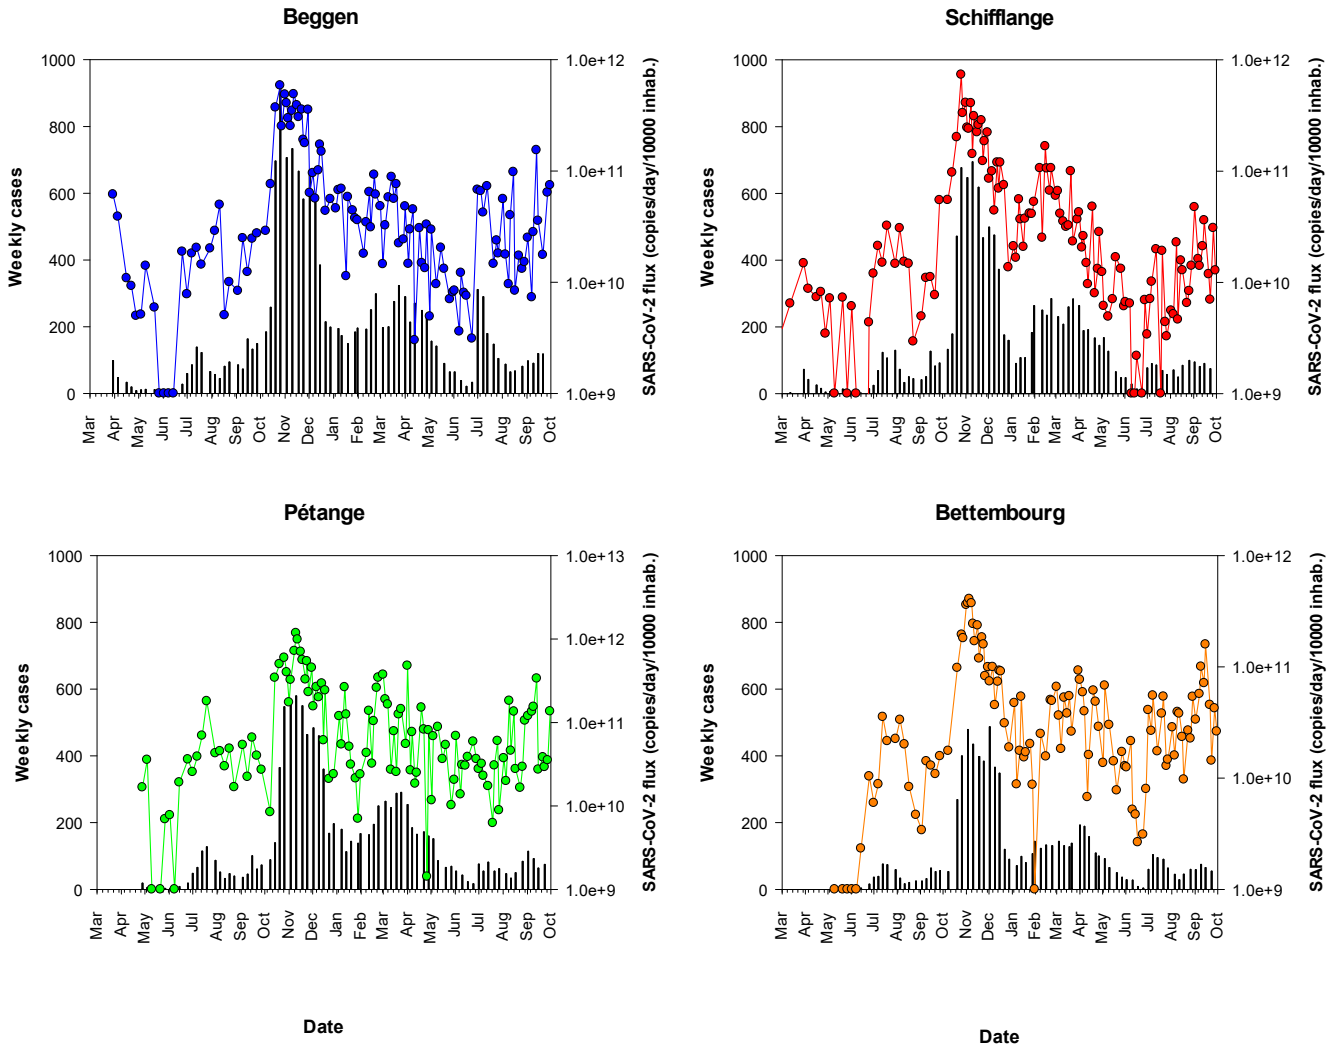 Beggen
Weekly cases
1000
800
600
400
200
0
1.0e+12
1.0e+11
1.0e+10
1.0e+9
SARS-CoV-2 flux (copies/day/10000 inhab.)
Mar Apr May Jun Jul Aug Sep Oct Nov Dec Jan Feb Mar Apr May Jun Jul Aug Sep Oct
Schifflange
Weekly cases
1000
800
600
400
200
0
1.0e+12
1.0e+11
1.0e+10
1.0e+9
SARS-CoV-2 flux (copies/day/10000 inhab.)
Mar Apr May Jun Jul Aug Sep Oct Nov Dec Jan Feb Mar Apr May Jun Jul Aug Sep Oct
Pétange
Weekly cases
1000
800
600
400
200
0
1.0e+13
1.0e+12
1.0e+11
1.0e+10
1.0e+9
SARS-CoV-2 flux (copies/day/10000 inhab.)
Mar Apr May Jun Jul Aug Sep Oct Nov Dec Jan Feb Mar Apr May Jun Jul Aug Sep Oct
Date
Bettembourg
Weekly cases
1000
800
600
400
200
0
1.0e+12
1.0e+11
1.0e+10
1.0e+9
SARS-CoV-2 flux (copies/day/10000 inhab.)
Mar Apr May Jun Jul Aug Sep Oct Nov Dec Jan Feb Mar Apr May Jun Jul Aug Sep Oct
Date